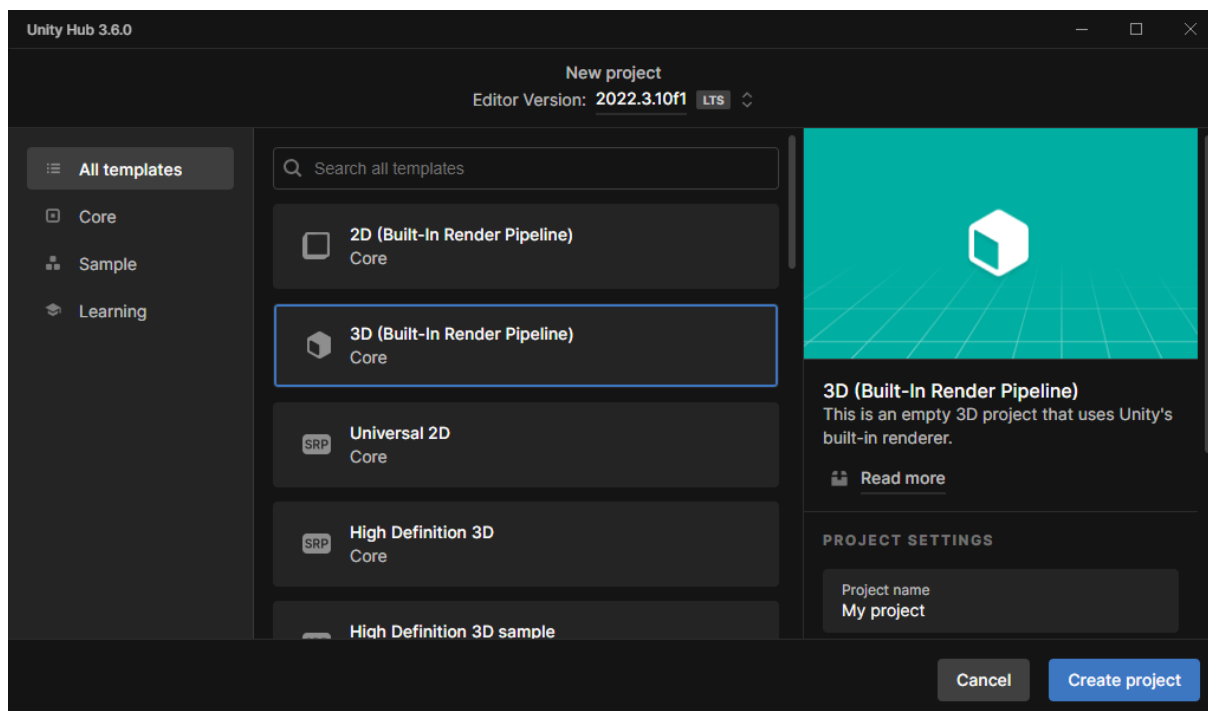 Unity Hub 3.6.0
New project
Editor Version: 2022.3.10f1 LTS
All templates
Core
Sample
Learning
Search all templates
2D (Built-In Render Pipeline)
Core
3D (Built-In Render Pipeline)
Core
SRP
Universal 2D
Core
SRP
High Definition 3D
Core
High Definition 3D sample
3D (Built-In Render Pipeline)
This is an empty 3D project that uses Unity's
built-in renderer.
Read more
PROJECT SETTINGS
Project name
My project
Cancel
Create project